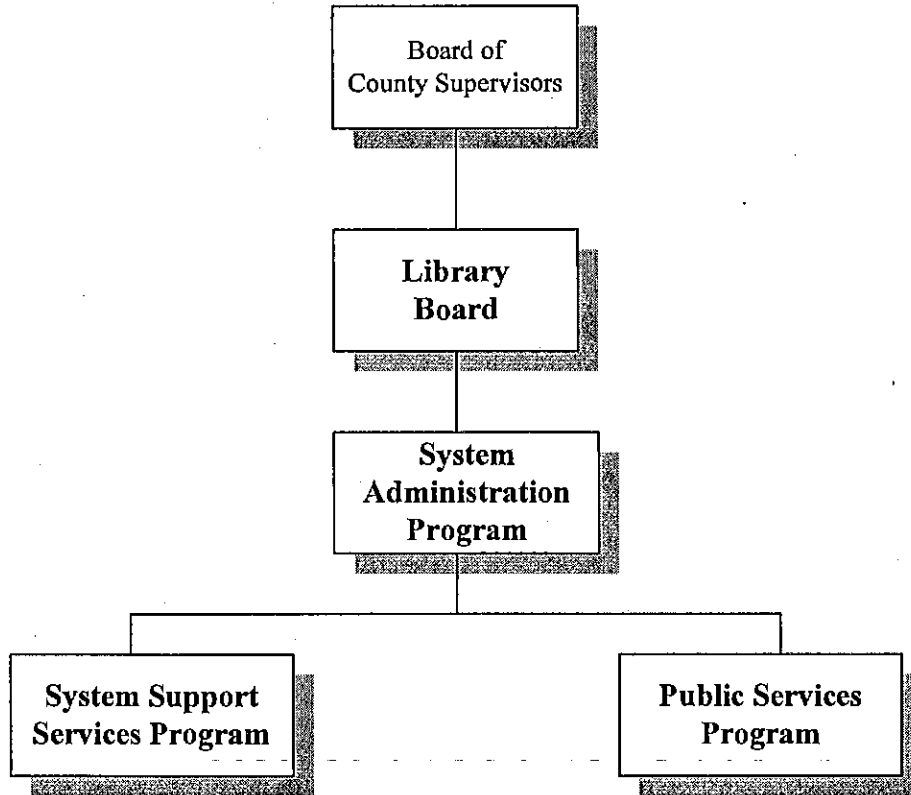 Board of
County Supervisors
Library
Board
System
Administration
Program
System Support
Services Program
Public Services
Program